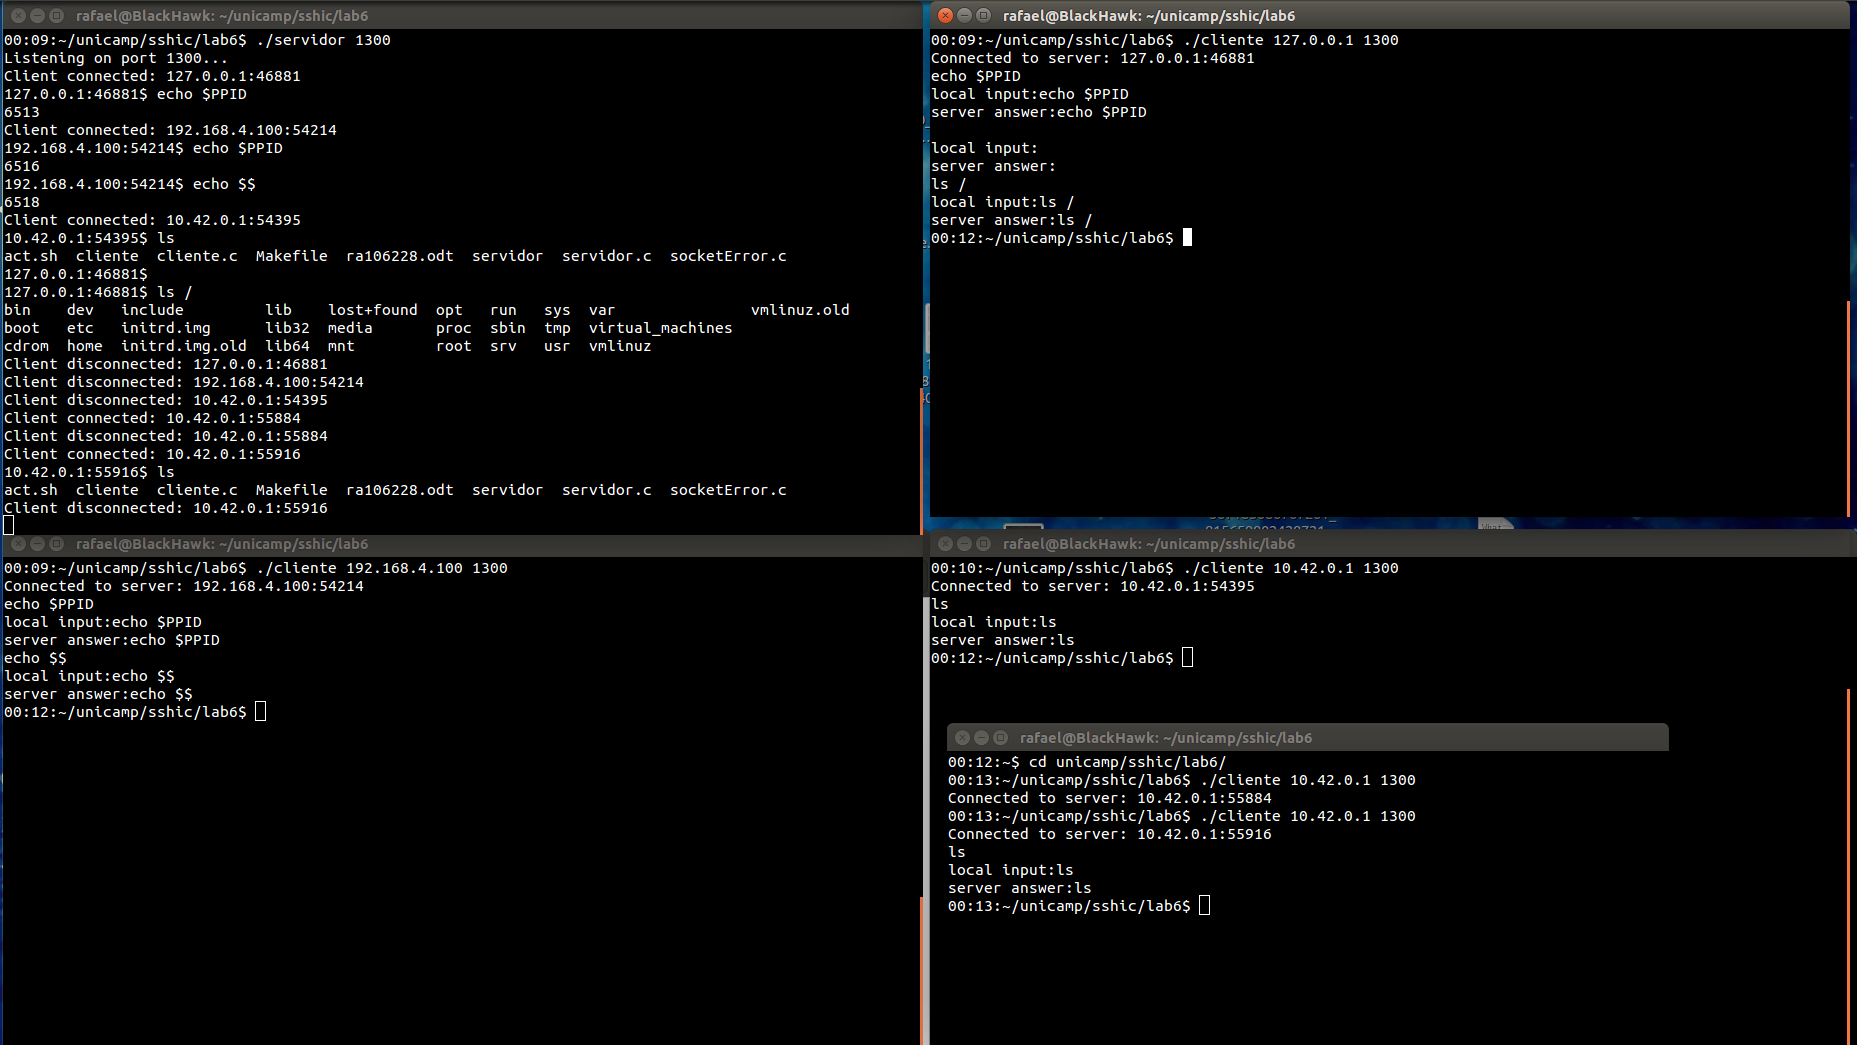 rafael@BlackHawk: ~/unicamp/sshic/lab6
00:09:~/unicamp/sshic/lab6$ ./servidor 1300
Listening on port 1300...
Client connected: 127.0.0.1:46881
127.0.0.1:46881$ echo $PPID
6513
Client connected: 192.168.4.100:54214
192.168.4.100:54214$ echo $PPID
6516
192.168.4.100:54214$ echo $$
6518
Client connected: 10.42.0.1:54395
10.42.0.1:54395$ ls
act.sh  cliente  cliente.c  Makefile  ra106228.odt  servidor  servidor.c  socketError.c
127.0.0.1:46881$
127.0.0.1:46881$ ls /
bin    dev   include         lib    lost+found  opt   run   sys  var               vmlinuz.old
boot   etc   initrd.img      lib32  media       proc  sbin  tmp  virtual_machines
cdrom  home  initrd.img.old  lib64  mnt         root  srv   usr  vmlinuz
Client disconnected: 127.0.0.1:46881
Client disconnected: 192.168.4.100:54214
Client disconnected: 10.42.0.1:54395
Client connected: 10.42.0.1:55884
Client disconnected: 10.42.0.1:55884
Client connected: 10.42.0.1:55916
10.42.0.1:55916$ ls
act.sh  cliente  cliente.c  Makefile  ra106228.odt  servidor  servidor.c  socketError.c
Client disconnected: 10.42.0.1:55916
rafael@BlackHawk: ~/unicamp/sshic/lab6
00:09:~/unicamp/sshic/lab6$ ./cliente 127.0.0.1 1300
Connected to server: 127.0.0.1:46881
echo $PPID
local input:echo $PPID
server answer:echo $PPID
local input:
server answer:
ls /
local input:ls /
server answer:ls /
00:12:~/unicamp/sshic/lab6$
rafael@BlackHawk: ~/unicamp/sshic/lab6
00:09:~/unicamp/sshic/lab6$ ./cliente 192.168.4.100 1300
Connected to server: 192.168.4.100:54214
echo $PPID
local input:echo $PPID
server answer:echo $PPID
echo $$
local input:echo $$
server answer:echo $$
00:12:~/unicamp/sshic/lab6$
rafael@BlackHawk: ~/unicamp/sshic/lab6
00:10:~/unicamp/sshic/lab6$ ./cliente 10.42.0.1 1300
Connected to server: 10.42.0.1:54395
ls
local input:ls
server answer:ls
00:12:~/unicamp/sshic/lab6$
rafael@BlackHawk: ~/unicamp/sshic/lab6
00:12:~$ cd unicamp/sshic/lab6/
00:13:~/unicamp/sshic/lab6$ ./cliente 10.42.0.1 1300
Connected to server: 10.42.0.1:55884
00:13:~/unicamp/sshic/lab6$ ./cliente 10.42.0.1 1300
Connected to server: 10.42.0.1:55916
ls
local input:ls
server answer:ls
00:13:~/unicamp/sshic/lab6$